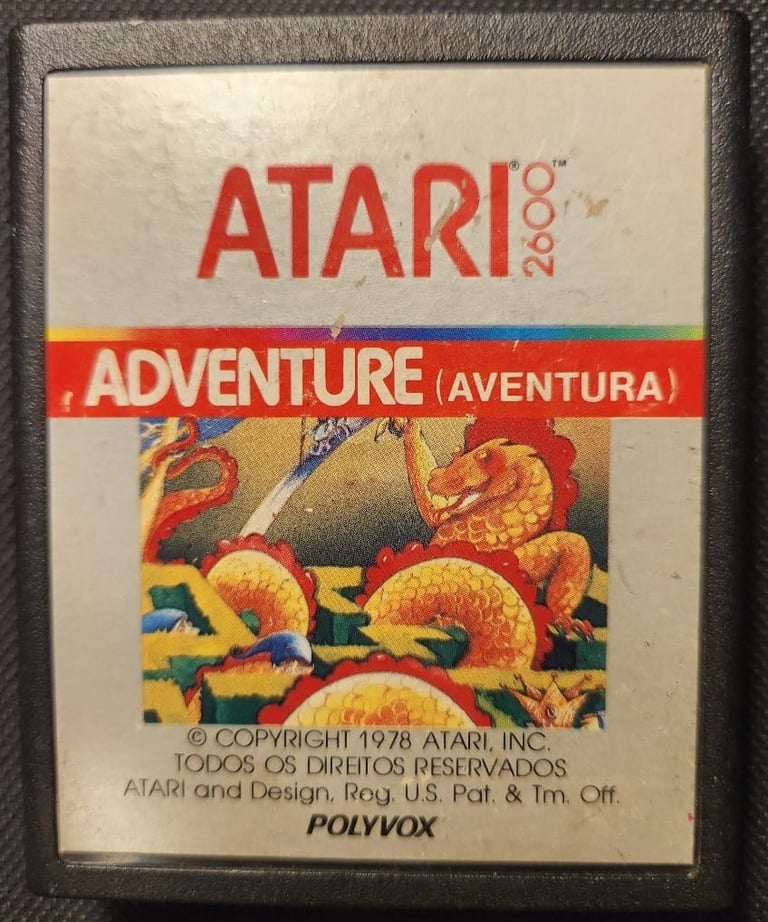 ATARI® 2600™
ADVENTURE (AVENTURA)
© COPYRIGHT 1978 ATARI, INC.
TODOS OS DIREITOS RESERVADOS
ATARI and Design, Reg. U.S. Pat. & Tm. Off.
POLYVOX